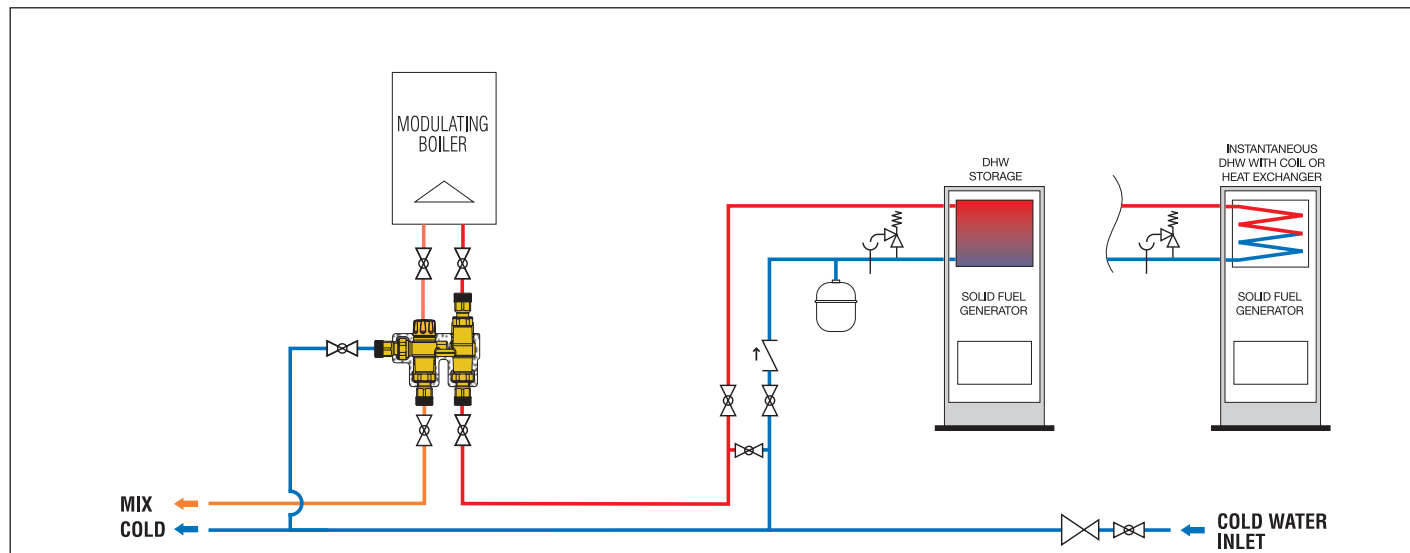 MODULATING
BOILER
DHW
STORAGE
SOLID FUEL
GENERATOR
INSTANTANEOUS
DHW WITH COIL OR
HEAT EXCHANGER
SOLID FUEL
GENERATOR
MIX
COLD
COLD WATER
INLET